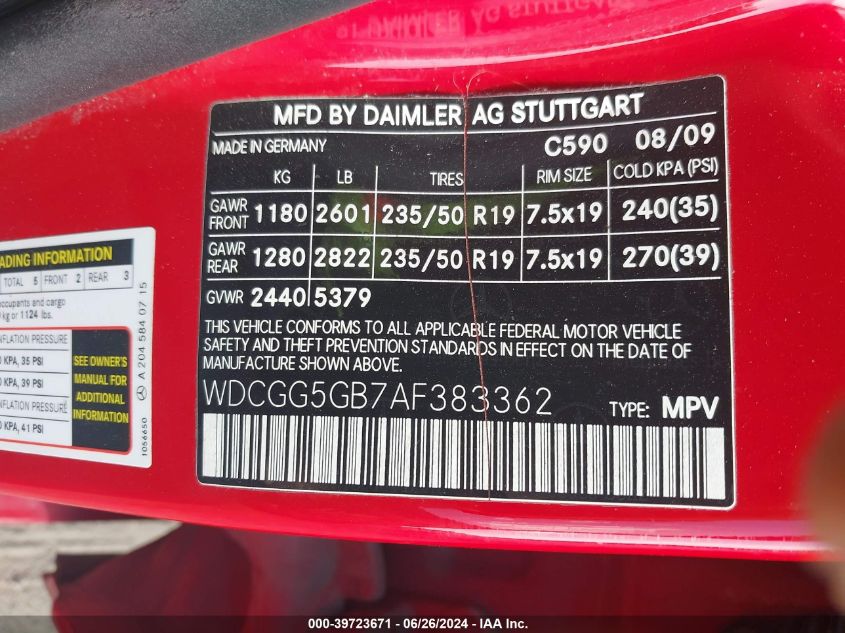 MFD BY DAIMLER AG STUTTGART
MADE IN GERMANY C590 08/09
KG LB TIRES RIM SIZE COLD KPA (PSI)
GAWR FRONT 1180 2601 235/50 R19 7.5x19 240(35)
GAWR REAR 1280 2822 235/50 R19 7.5x19 270(39)
GVWR 2440 5379
THIS VEHICLE CONFORMS TO ALL APPLICABLE FEDERAL MOTOR VEHICLE
SAFETY AND THEFT PREVENTION STANDARDS IN EFFECT ON THE DATE OF
MANUFACTURE SHOWN ABOVE.
WDCGG5GB7AF383362 TYPE: MPV
ADING INFORMATION
TOTAL 5 FRONT 2 REAR 3
ccupants and cargo
kg or 1124 lbs.
NFLATION PRESSURE
0 KPA, 35 PSI
0 KPA, 39 PSI
NFLATION PRESSURE
0 KPA, 41 PSI
SEE OWNER'S
MANUAL FOR
ADDITIONAL
INFORMATION
A 204 584 07 15
1056650
000-39723671 - 06/26/2024 - IAA Inc.